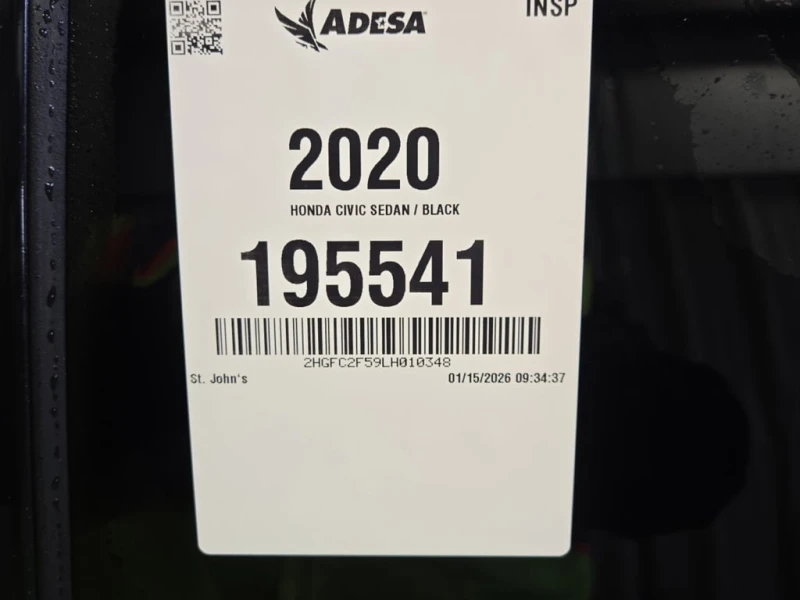 INSP
ADESA
2020
HONDA CIVIC SEDAN / BLACK
195541
2HGFC2F59LH010348
St. John's
01/15/2026 09:34:37